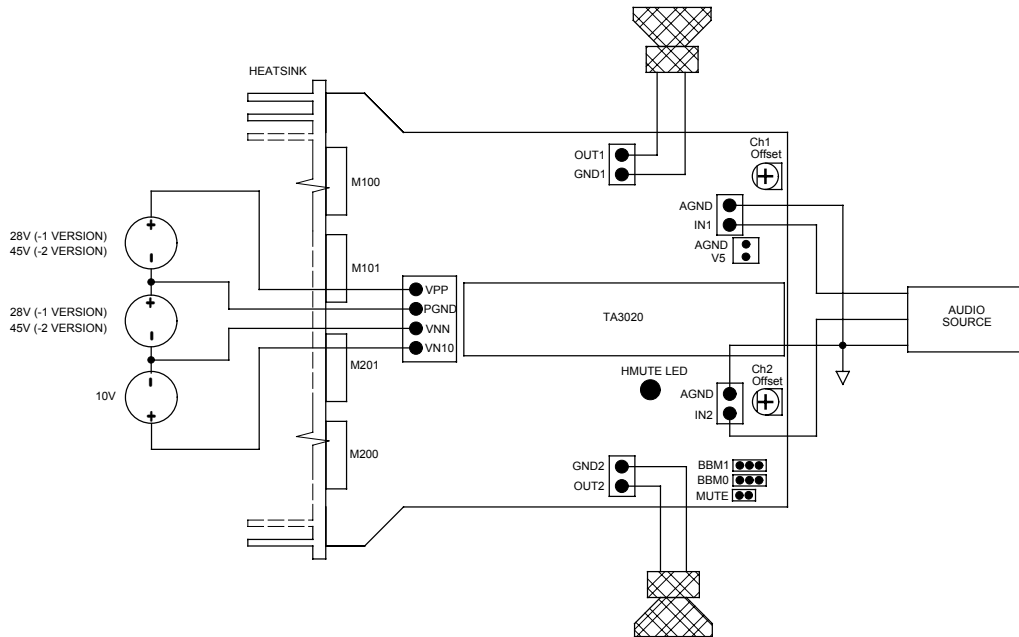 HEATSINK
M100
M101
M201
M200
28V (-1 VERSION)
45V (-2 VERSION)
28V (-1 VERSION)
45V (-2 VERSION)
10V
+
-
+
-
-
+
VPP
PGND
VNN
VN10
OUT1
GND1
Ch1
Offset
AGND
IN1
AGND
V5
TA3020
AUDIO
SOURCE
HMUTE LED
Ch2
Offset
AGND
IN2
GND2
OUT2
BBM1
BBM0
MUTE